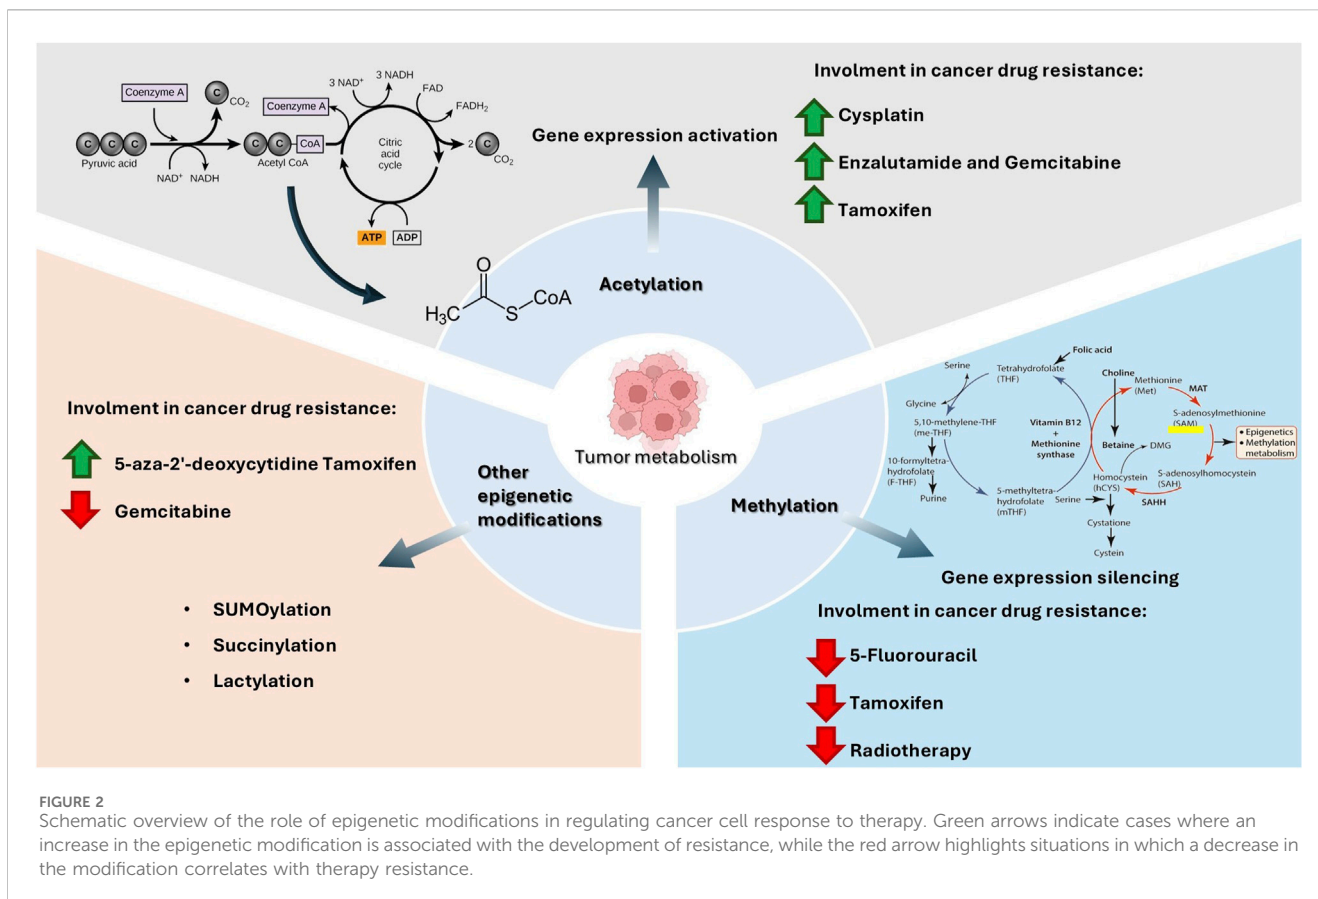 Coenzyme A
C
CO₂
C C C
Pyruvic acid
NAD⁺ NADH
C C CoA
Acetyl CoA
Coenzyme A
3 NAD⁺
3 NADH
FAD
FADH₂
Citric
acid
cycle
2 C
CO₂
ATP
ADP
Gene expression activation
Involment in cancer drug resistance:
Cysplatin
Enzalutamide and Gemcitabine
Tamoxifen
O
H₃C
S
CoA
Acetylation
Tumor metabolism
Involment in cancer drug resistance:
5-aza-2'-deoxycytidine Tamoxifen
Gemcitabine
Other
epigenetic
modifications
• SUMOylation
• Succinylation
• Lactylation
Methylation
Folic acid
Serine
Tetrahydrofolate
(THF)
Choline
Methionine
(Met)
MAT
Glycine
5,10-methylene-THF
(me-THF)
Vitamin B12
+
Methionine
synthase
S-adenosylmethionine
(SAM)
• Epigenetics
• Methylation
metabolism
Betaine
DMG
10-formyltetra-
hydrofolate
(F-THF)
Purine
5-methyltetra-
hydrofolate
(mTHF)
Serine
Homocystein
(hCYS)
S-adenosylhomocystein
(SAH)
SAHH
Cystatione
Cystein
Gene expression silencing
Involment in cancer drug resistance:
5-Fluorouracil
Tamoxifen
Radiotherapy
FIGURE 2
Schematic overview of the role of epigenetic modifications in regulating cancer cell response to therapy. Green arrows indicate cases where an
increase in the epigenetic modification is associated with the development of resistance, while the red arrow highlights situations in which a decrease in
the modification correlates with therapy resistance.